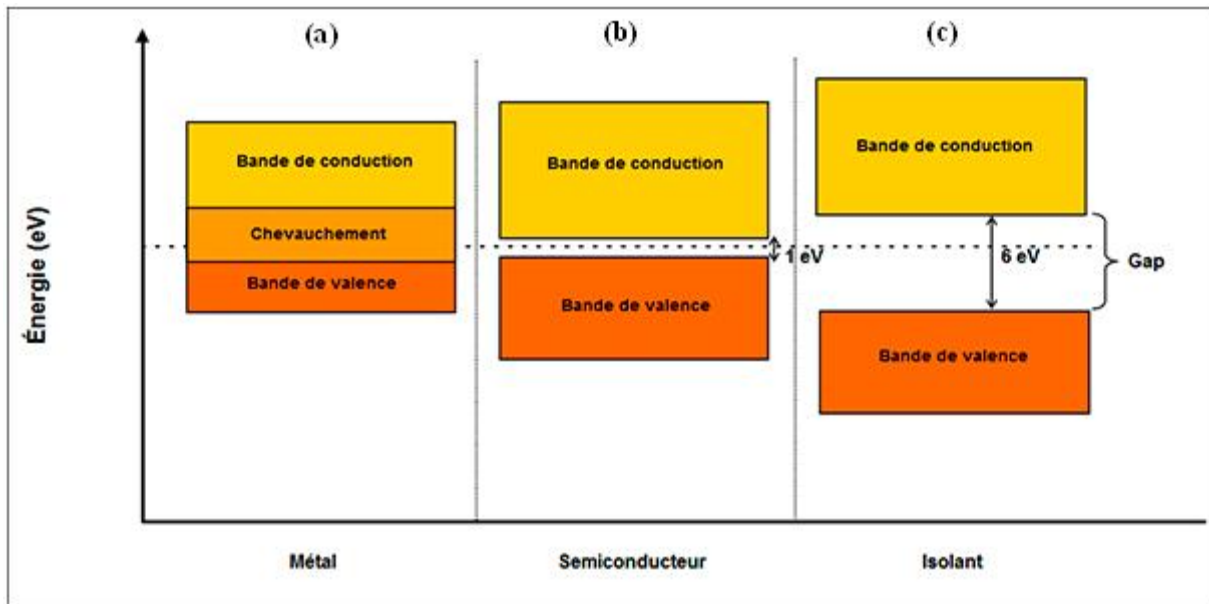 (a)
(b)
(c)
Bande de conduction
Chevauchement
Bande de valence
Bande de conduction
1 eV
Bande de valence
Bande de conduction
6 eV
Gap
Bande de valence
Énergie (eV)
Métal
Semiconducteur
Isolant